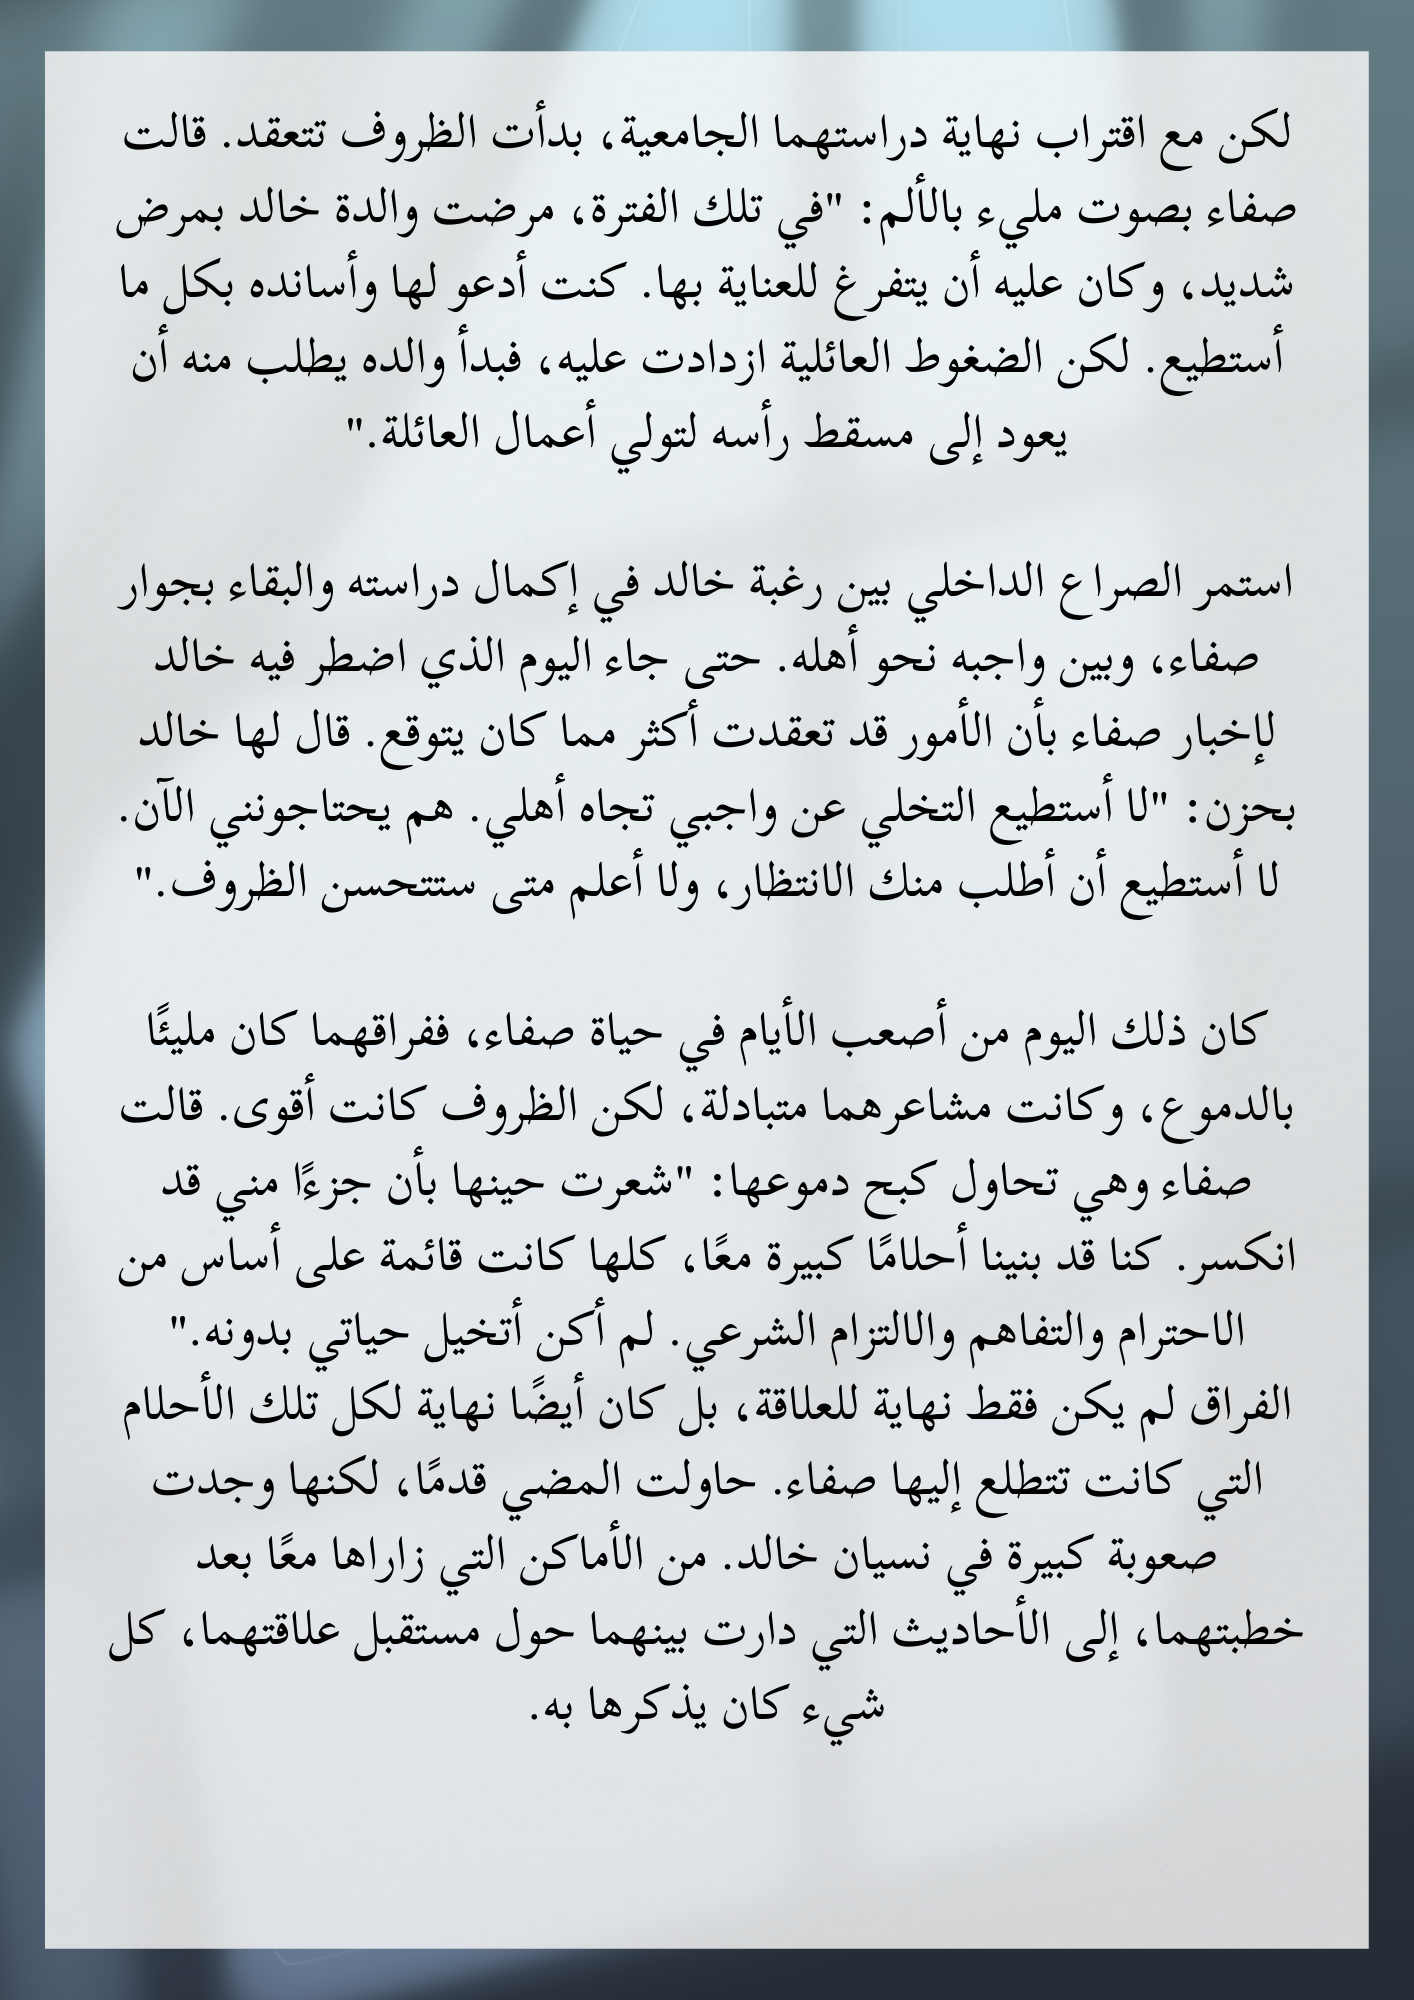 لكن مع اقتراب نهاية دراستهما الجامعية، بدأت الظروف تتعقد. قالت
صفاء بصوت مليء بالألم: "في تلك الفترة، مرضت والدة خالد بمرض
شديد، وكان عليه أن يتفرغ للعناية بها. كنت أدعو لها وأسانده بكل ما
أستطيع. لكن الضغوط العائلية ازدادت عليه، فبدأ والده يطلب منه أن
يعود إلى مسقط رأسه لتولي أعمال العائلة."
استمر الصراع الداخلي بين رغبة خالد في إكمال دراسته والبقاء بجوار
صفاء، وبين واجبه نحو أهله. حتى جاء اليوم الذي اضطر فيه خالد
لإخبار صفاء بأن الأمور قد تعقدت أكثر مما كان يتوقع. قال لها خالد
بحزن: "لا أستطيع التخلي عن واجبي تجاه أهلي. هم يحتاجونني الآن.
لا أستطيع أن أطلب منك الانتظار، ولا أعلم متى ستتحسن الظروف."
كان ذلك اليوم من أصعب الأيام في حياة صفاء، ففراقهما كان مليئًا
بالدموع، وكانت مشاعرهما متبادلة، لكن الظروف كانت أقوى. قالت
صفاء وهي تحاول كبح دموعها: "شعرت حينها بأن جزءًا مني قد
انكسر. كنا قد بنينا أحلامًا كبيرة معًا، كلها كانت قائمة على أساس من
الاحترام والتفاهم والالتزام الشرعي. لم أكن أتخيل حياتي بدونه."
الفراق لم يكن فقط نهاية للعلاقة، بل كان أيضًا نهاية لكل تلك الأحلام
التي كانت تتطلع إليها صفاء. حاولت المضي قدمًا، لكنها وجدت
صعوبة كبيرة في نسيان خالد. من الأماكن التي زاراها معًا بعد
خطبتهما، إلى الأحاديث التي دارت بينهما حول مستقبل علاقتهما، كل
شيء كان يذكرها به.